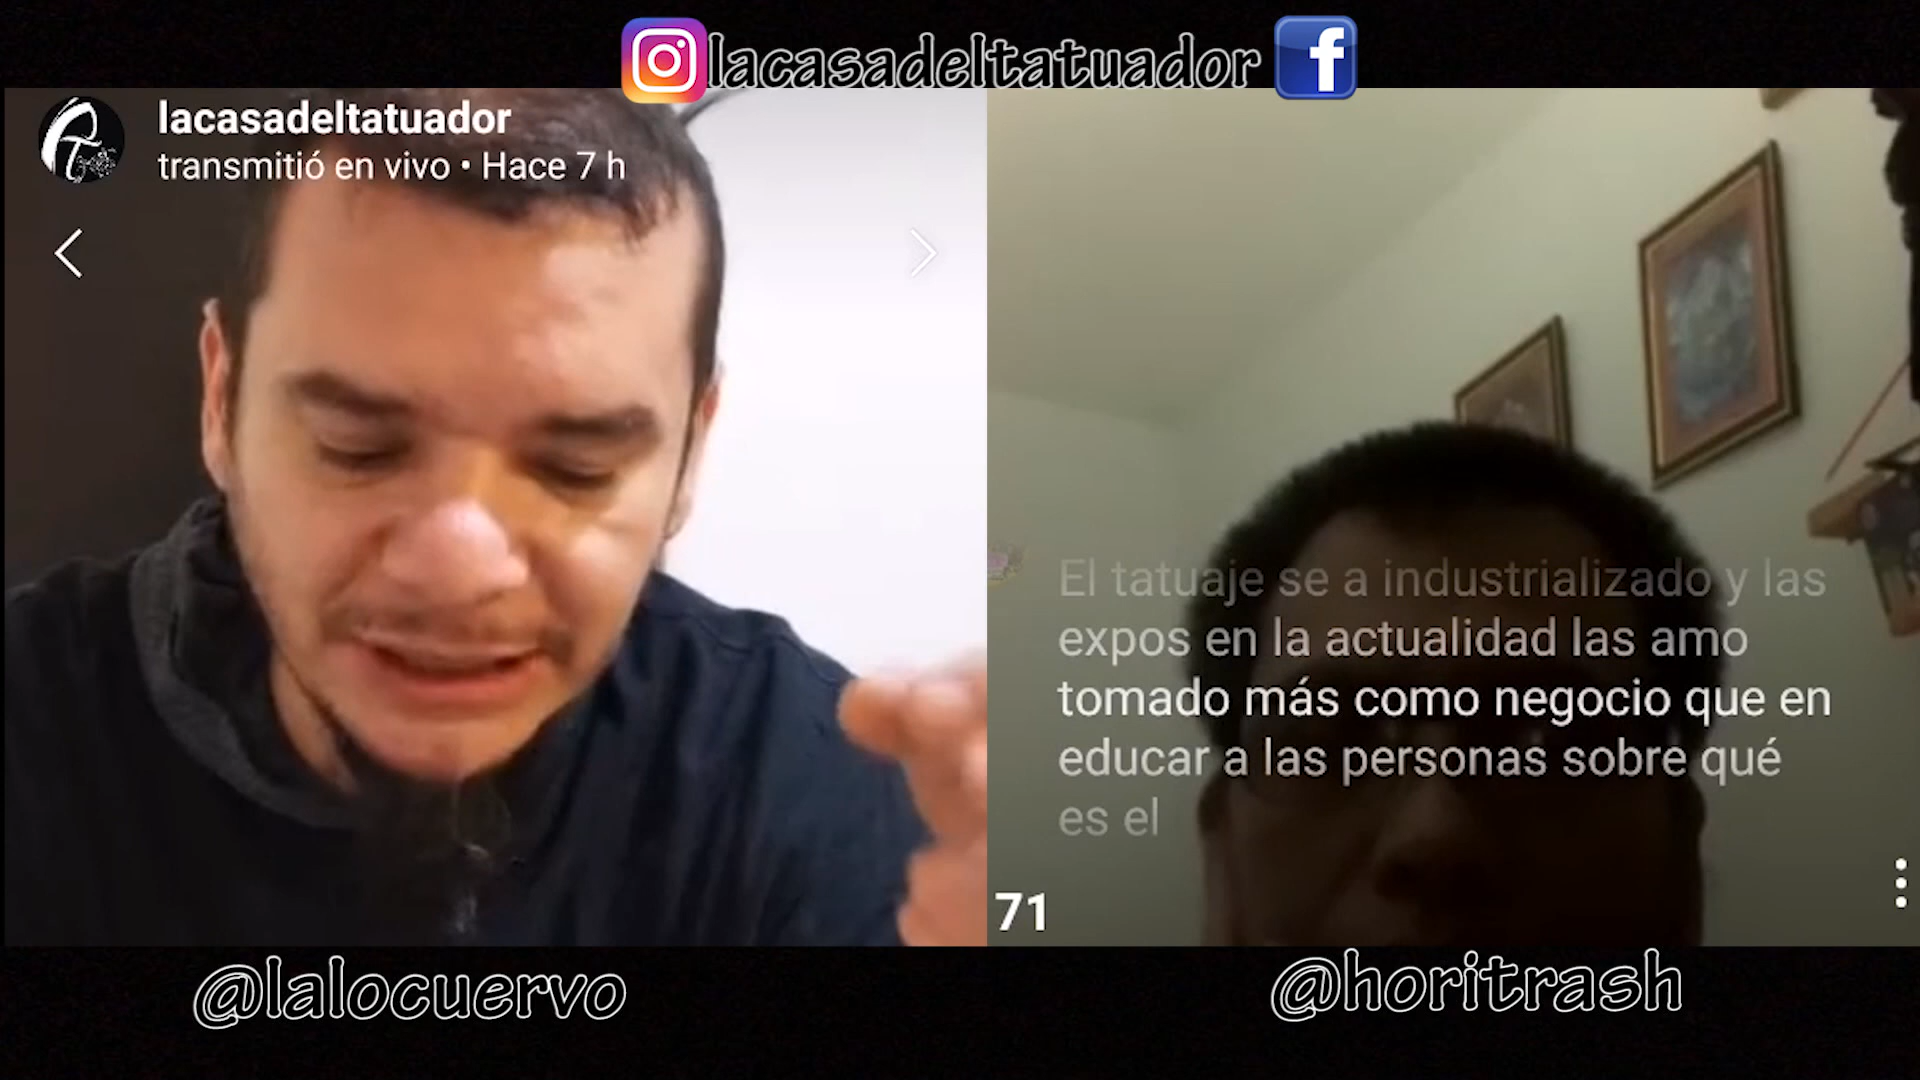 lacasadeltatuador
lacasadeltatuador
transmitió en vivo • Hace 7 h
El tatuaje se a industrializado y las
expos en la actualidad las amo
tomado más como negocio que en
educar a las personas sobre qué
es el
71
@lalocuervo
@horitrash